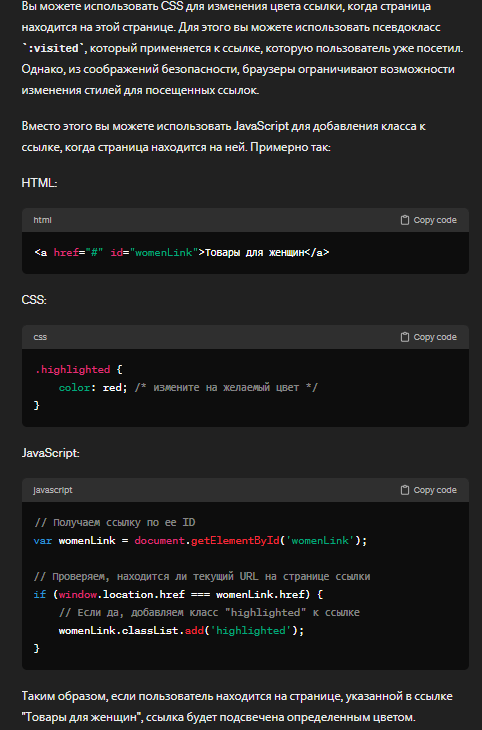 Вы можете использовать CSS для изменения цвета ссылки, когда страница
находится на этой странице. Для этого вы можете использовать псевдокласс
`:visited`, который применяется к ссылке, которую пользователь уже посетил.
Однако, из соображений безопасности, браузеры ограничивают возможности
изменения стилей для посещенных ссылок.
Вместо этого вы можете использовать JavaScript для добавления класса к
ссылке, когда страница находится на ней. Примерно так:
HTML:
html Copy code
<a href="#" id="womenLink">Товары для женщин</a>
CSS:
css Copy code
.highlighted {
    color: red; /* измените на желаемый цвет */
}
JavaScript:
javascript Copy code
// Получаем ссылку по ее ID
var womenLink = document.getElementById('womenLink');
// Проверяем, находится ли текущий URL на странице ссылки
if (window.location.href === womenLink.href) {
    // Если да, добавляем класс "highlighted" к ссылке
    womenLink.classList.add('highlighted');
}
Таким образом, если пользователь находится на странице, указанной в ссылке
"Товары для женщин", ссылка будет подсвечена определенным цветом.